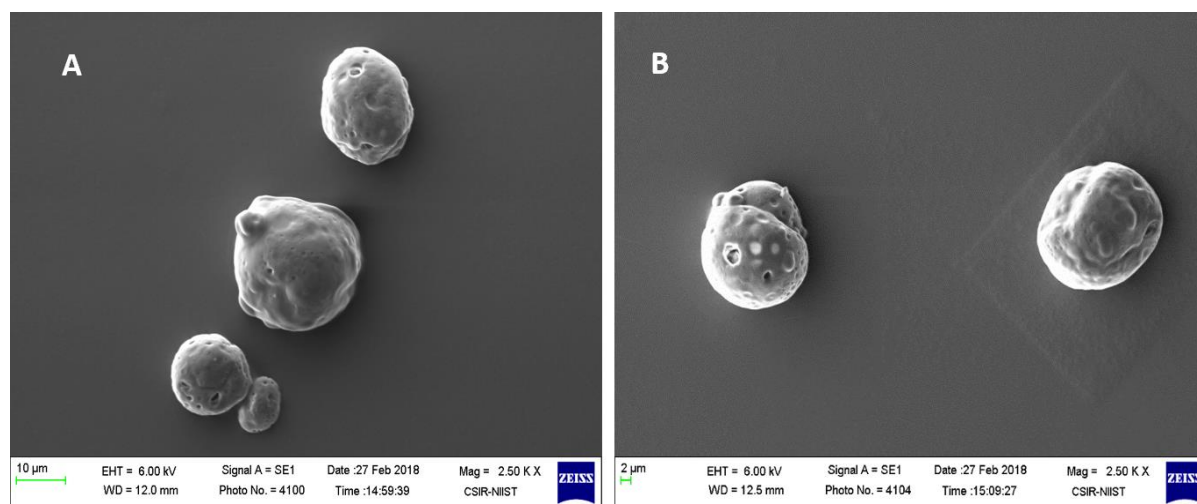 A
10 µm
EHT = 6.00 kV
Signal A = SE1
Date :27 Feb 2018
Mag = 2.50 K X
WD = 12.0 mm
Photo No. = 4100
Time :14:59:39
CSIR-NIIST
ZEISS
B
2 µm
EHT = 6.00 kV
Signal A = SE1
Date :27 Feb 2018
Mag = 2.50 K X
WD = 12.5 mm
Photo No. = 4104
Time :15:09:27
CSIR-NIIST
ZEISS